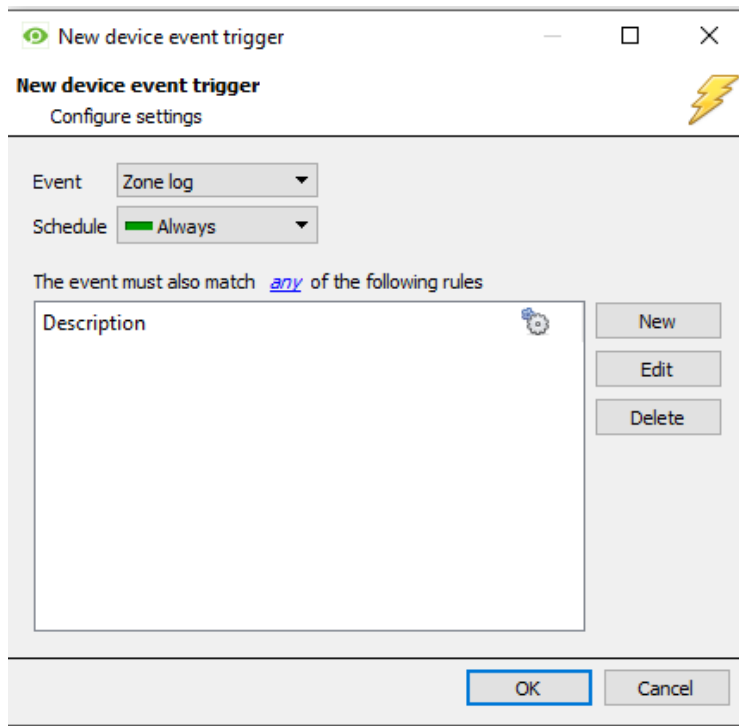 New device event trigger
New device event trigger
Configure settings
Event Zone log
Schedule Always
The event must also match any of the following rules
Description
New
Edit
Delete
OK Cancel